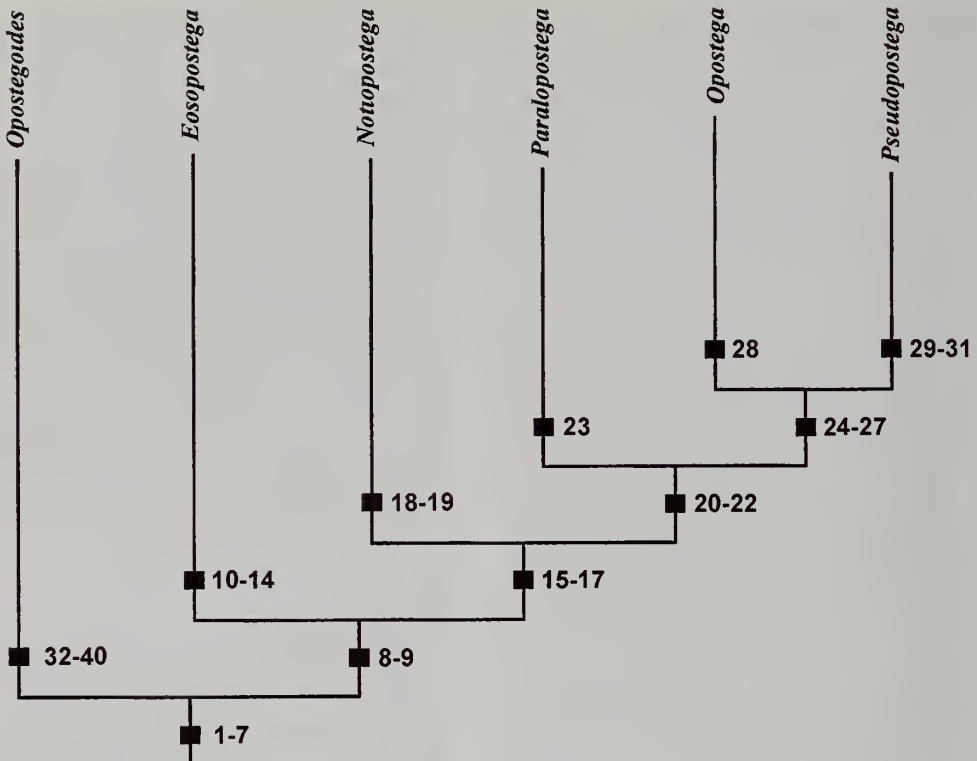 Opostegoides
Eosopostega
Notiopostega
Paralopostega
Opostega
Pseudopostega
28
29-31
23
24-27
18-19
20-22
10-14
15-17
32-40
8-9
1-7